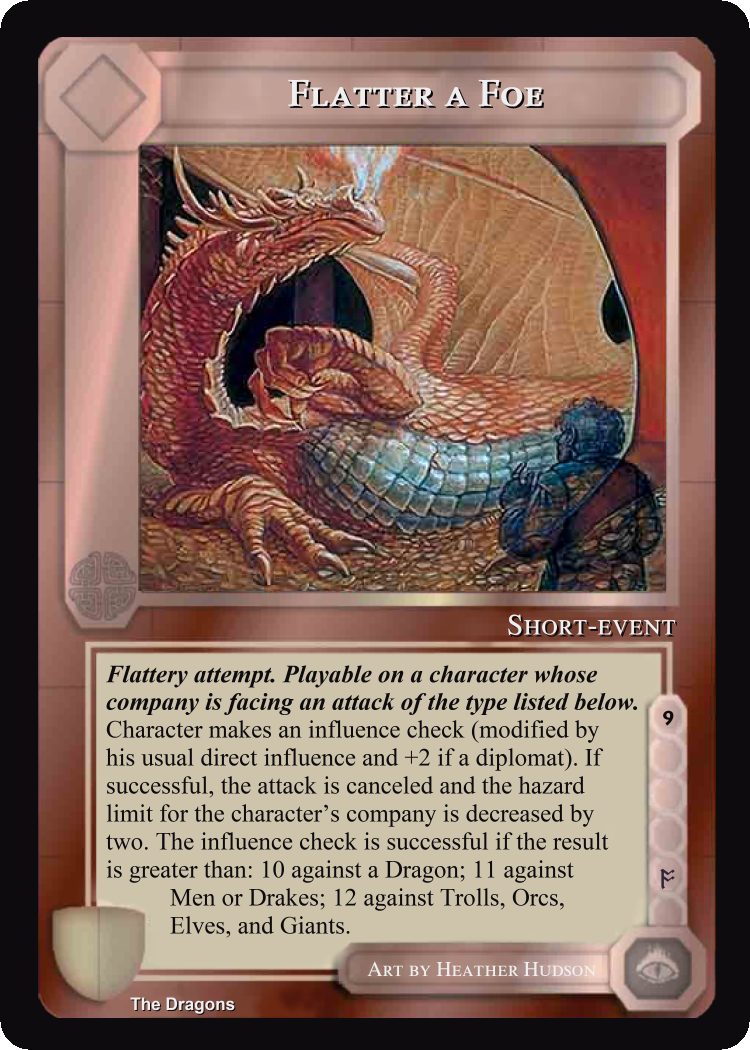 Flatter a Foe
Short-event
Flattery attempt. Playable on a character whose
company is facing an attack of the type listed below.
Character makes an influence check (modified by
his usual direct influence and +2 if a diplomat). If
successful, the attack is canceled and the hazard
limit for the character’s company is decreased by
two. The influence check is successful if the result
is greater than: 10 against a Dragon; 11 against
Men or Drakes; 12 against Trolls, Orcs,
Elves, and Giants.
9
ᚩ
Art by Heather Hudson
The Dragons